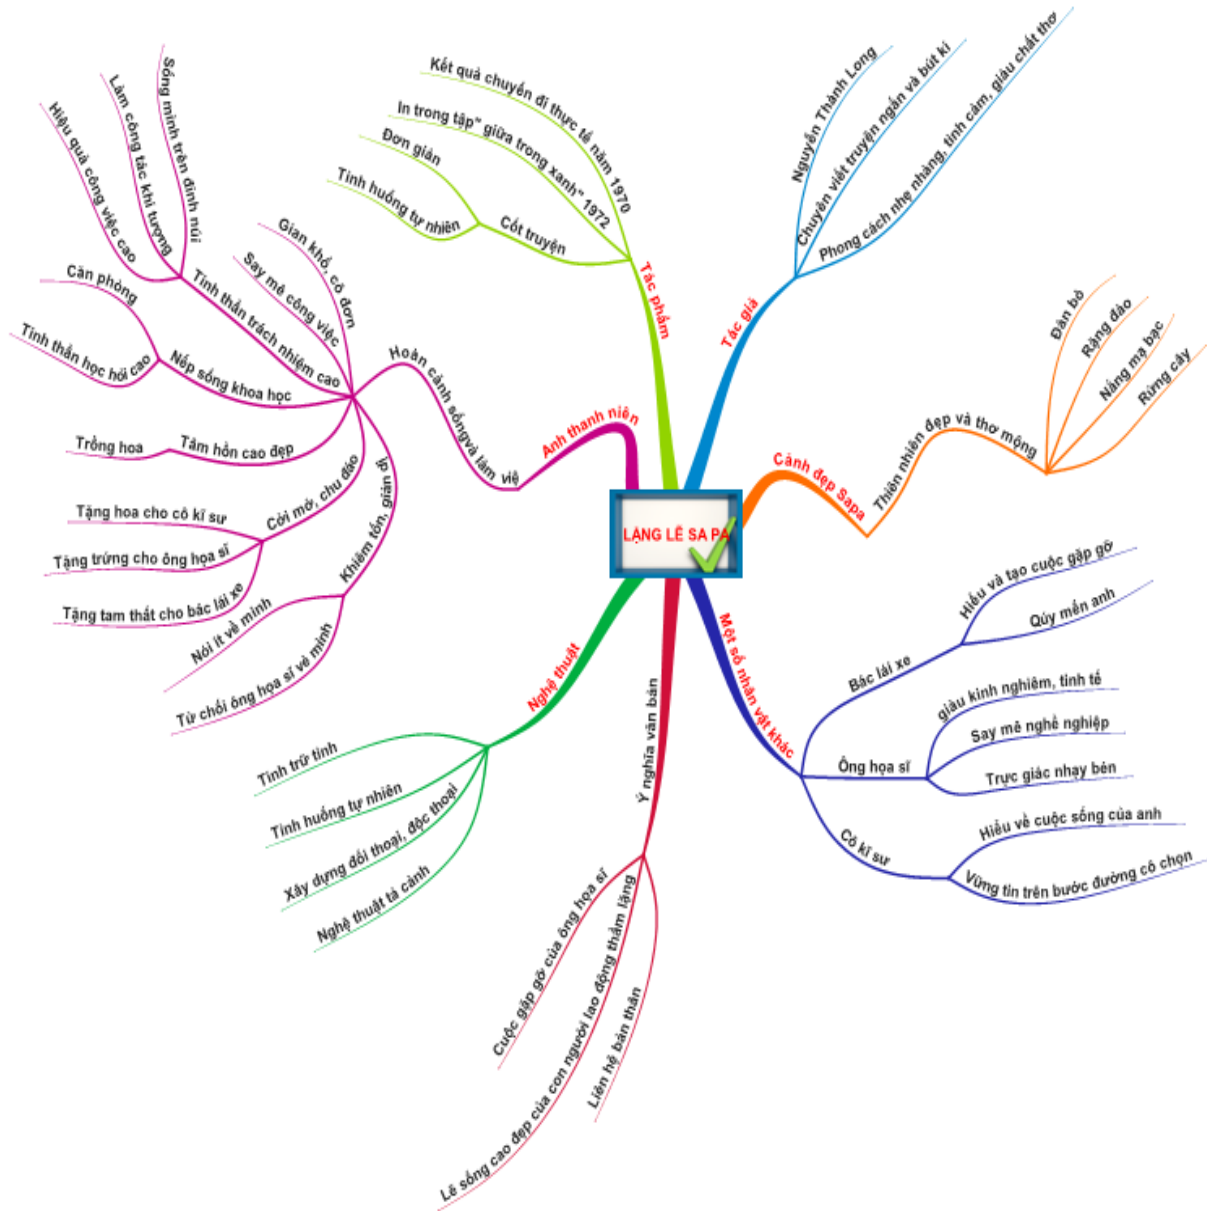 LẶNG LẼ SA PA
Tác giả
Nguyễn Thành Long
Chuyên viết truyện ngắn và bút kí
Phong cách nhẹ nhàng, tình cảm, giàu chất thơ
Cảnh đẹp Sapa
Thiên nhiên đẹp và thơ mộng
Đàn bò
Rặng đào
Nắng mạ bạc
Rừng cây
Một số nhân vật khác
Bác lái xe
Hiểu và tạo cuộc gặp gỡ
Qúy mến anh
Ông họa sĩ
giàu kinh nghiêm, tinh tế
Say mê nghề nghiệp
Trực giác nhạy bén
Cô kĩ sư
Hiểu về cuộc sống của anh
Vững tin trên bước đường cô chọn
Ý nghĩa văn bản
Cuộc gặp gỡ của ông họa sĩ
Lẽ sống cao đẹp của con người lao động thầm lặng
Liên hệ bản thân
Nghệ thuật
Tình trữ tình
Tình huống tự nhiên
Xây dựng đối thoại, độc thoại
Nghệ thuật tả cảnh
Anh thanh niên
Hoàn cảnh sốngvà làm việ
Gian khổ, cô đơn
Say mê công việc
Tinh thần trách nhiệm cao
Sống mình trên đỉnh núi
Làm công tác khí tượng
Hiệu quả công việc cao
Nếp sống khoa học
Căn phòng
Tinh thần học hỏi cao
Tâm hồn cao đẹp
Trồng hoa
Cởi mở, chu đáo
Tặng hoa cho cô kĩ sư
Tặng trứng cho ông họa sĩ
Tặng tam thất cho bác lái xe
Khiêm tốn, giản dị
Nói ít về mình
Từ chối ông họa sĩ vẽ mình
Tác phẩm
Kết quả chuyến đi thực tế năm 1970
In trong tập" giữa trong xanh" 1972
Cốt truyện
Đơn giản
Tình huống tự nhiên